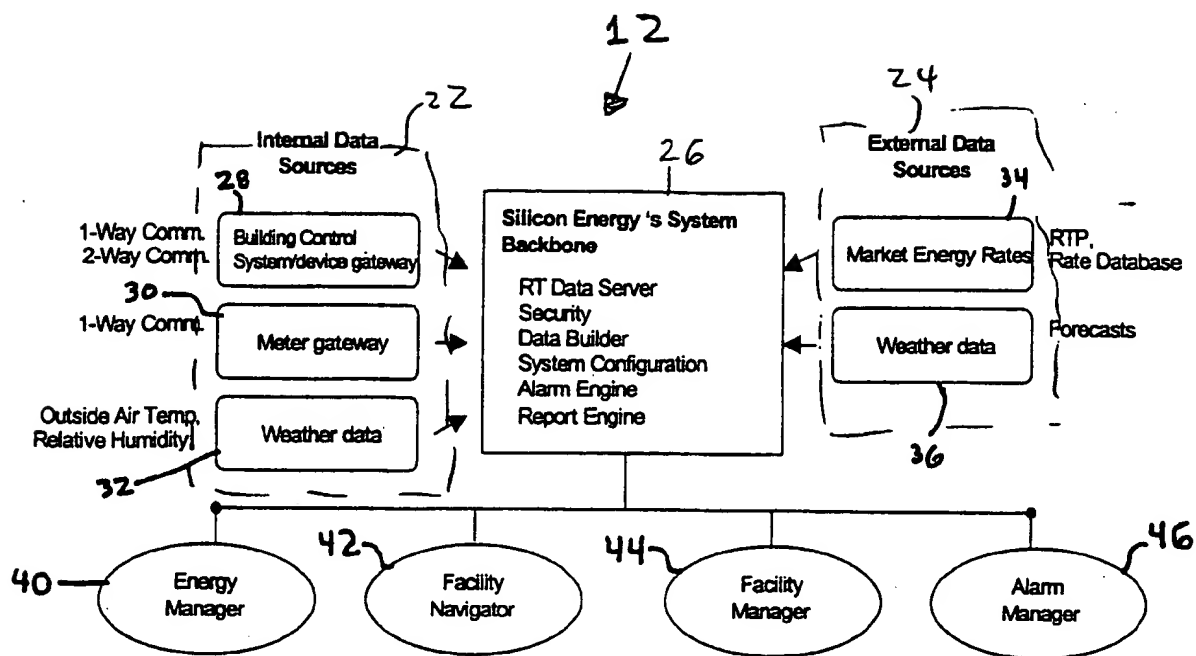 12
22
24
Internal Data
Sources
26
External Data
Sources
28
34
1-Way Comm.
2-Way Comm.
Building Control
System/device gateway
Silicon Energy 's System
Backbone
RT Data Server
Security
Data Builder
System Configuration
Alarm Engine
Report Engine
Market Energy Rates
RTP,
Rate Database
30
1-Way Comm.
Meter gateway
Weather data
Forecasts
Outside Air Temp,
Relative Humidity
Weather data
32
36
40
Energy
Manager
42
Facility
Navigator
44
Facility
Manager
46
Alarm
Manager